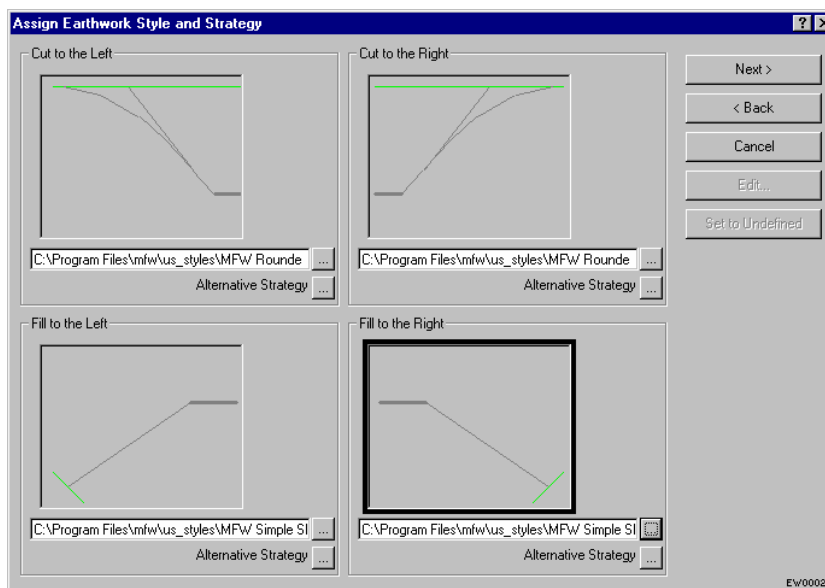 Assign Earthwork Style and Strategy
Cut to the Left
C:\Program Files\mfw\us_styles\MFW Rounde
...
Alternative Strategy
...
Cut to the Right
C:\Program Files\mfw\us_styles\MFW Rounde
...
Alternative Strategy
...
Fill to the Left
C:\Program Files\mfw\us_styles\MFW Simple Sl
...
Alternative Strategy
...
Fill to the Right
C:\Program Files\mfw\us_styles\MFW Simple Sl
...
Alternative Strategy
...
Next >
< Back
Cancel
Edit...
Set to Undefined
EW0002